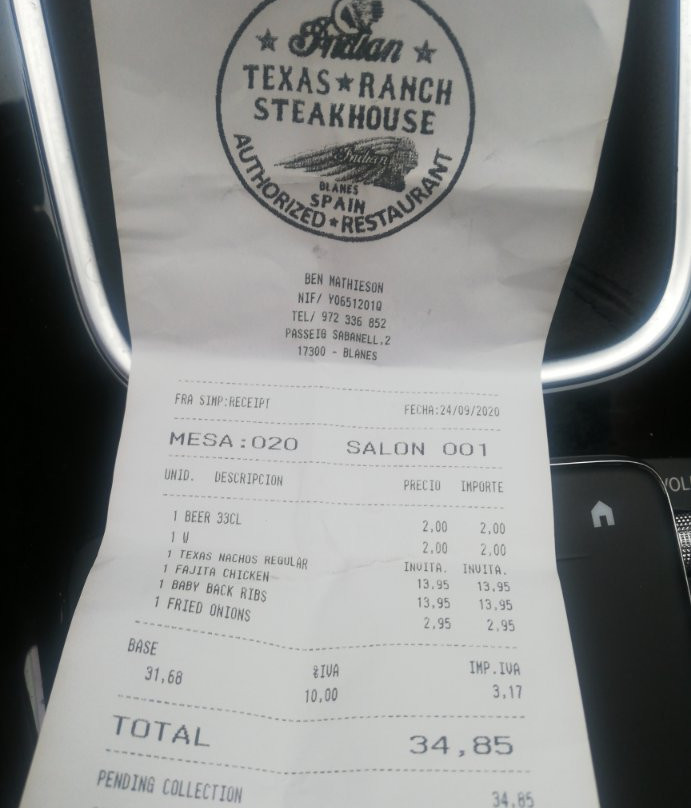 Indian
TEXAS★RANCH
STEAKHOUSE
Indian
BLANES
SPAIN
AUTHORIZED★RESTAURANT
BEN MATHIESON
NIF/ Y0651201Q
TEL/ 972 336 852
PASSEIG SABANELL,2
17300 - BLANES
FRA SIMP:RECEIPT FECHA:24/09/2020
MESA:020 SALON 001
UNID. DESCRIPCION PRECIO IMPORTE
1 BEER 33CL 2,00 2,00
1 W 2,00 2,00
1 TEXAS NACHOS REGULAR INVITA. INVITA.
1 FAJITA CHICKEN 13,95 13,95
1 BABY BACK RIBS 13,95 13,95
1 FRIED ONIONS 2,95 2,95
BASE %IVA IMP.IVA
31,68 10,00 3,17
TOTAL 34,85
PENDING COLLECTION 34,85